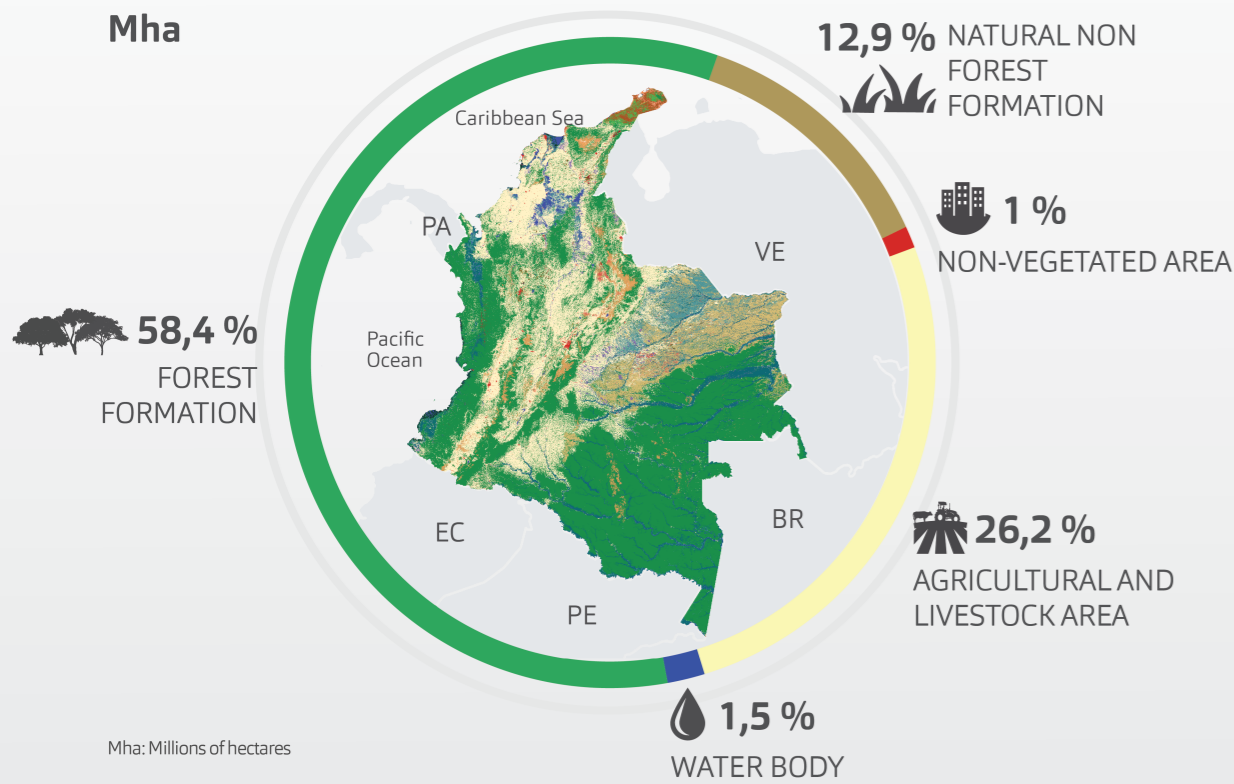 Mha
12,9 % NATURAL NON
FOREST
FORMATION
Caribbean Sea
1 %
NON-VEGETATED AREA
PA
VE
58,4 %
FOREST
FORMATION
Pacific
Ocean
26,2 %
AGRICULTURAL AND
LIVESTOCK AREA
EC
BR
PE
1,5 %
WATER BODY
Mha: Millions of hectares